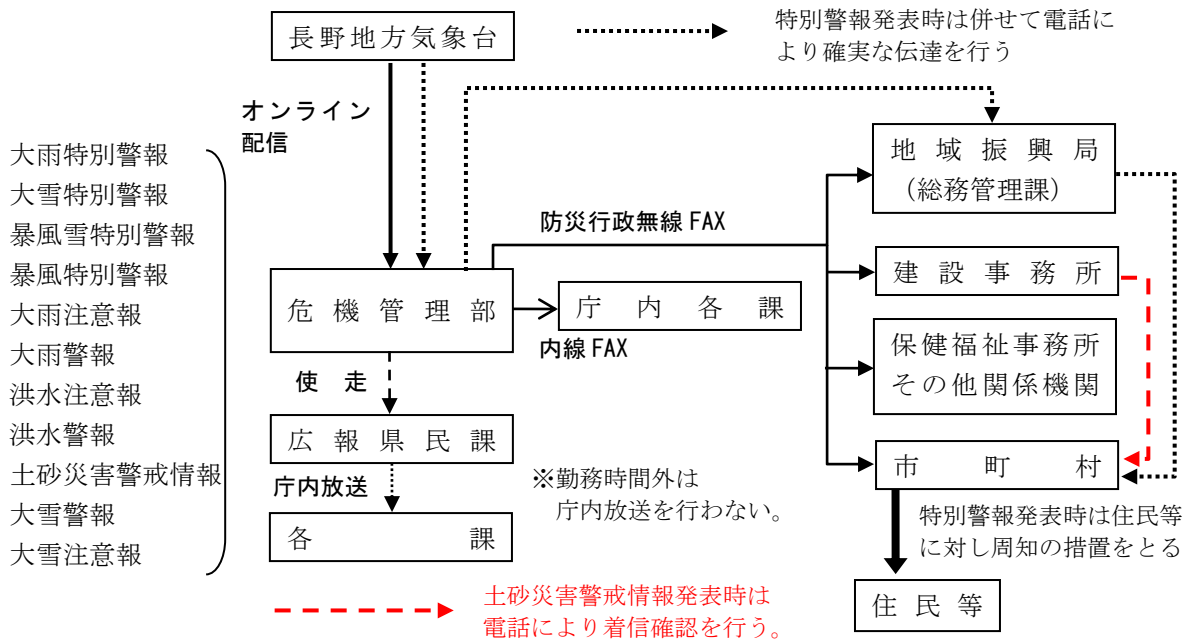 長野地方気象台
特別警報発表時は併せて電話に
より確実な伝達を行う
オンライン
配信
大雨特別警報
大雪特別警報
暴風雪特別警報
暴風特別警報
大雨注意報
大雨警報
洪水注意報
洪水警報
土砂災害警戒情報
大雪警報
大雪注意報
地域振興局
(総務管理課)
防災行政無線 FAX
建設事務所
危機管理部
庁内各課
内線 FAX
保健福祉事務所
その他関係機関
使走
広報県民課
市町村
庁内放送
※勤務時間外は
庁内放送を行わない。
各課
特別警報発表時は住民等
に対し周知の措置をとる
住民等
土砂災害警戒情報発表時は
電話により着信確認を行う。